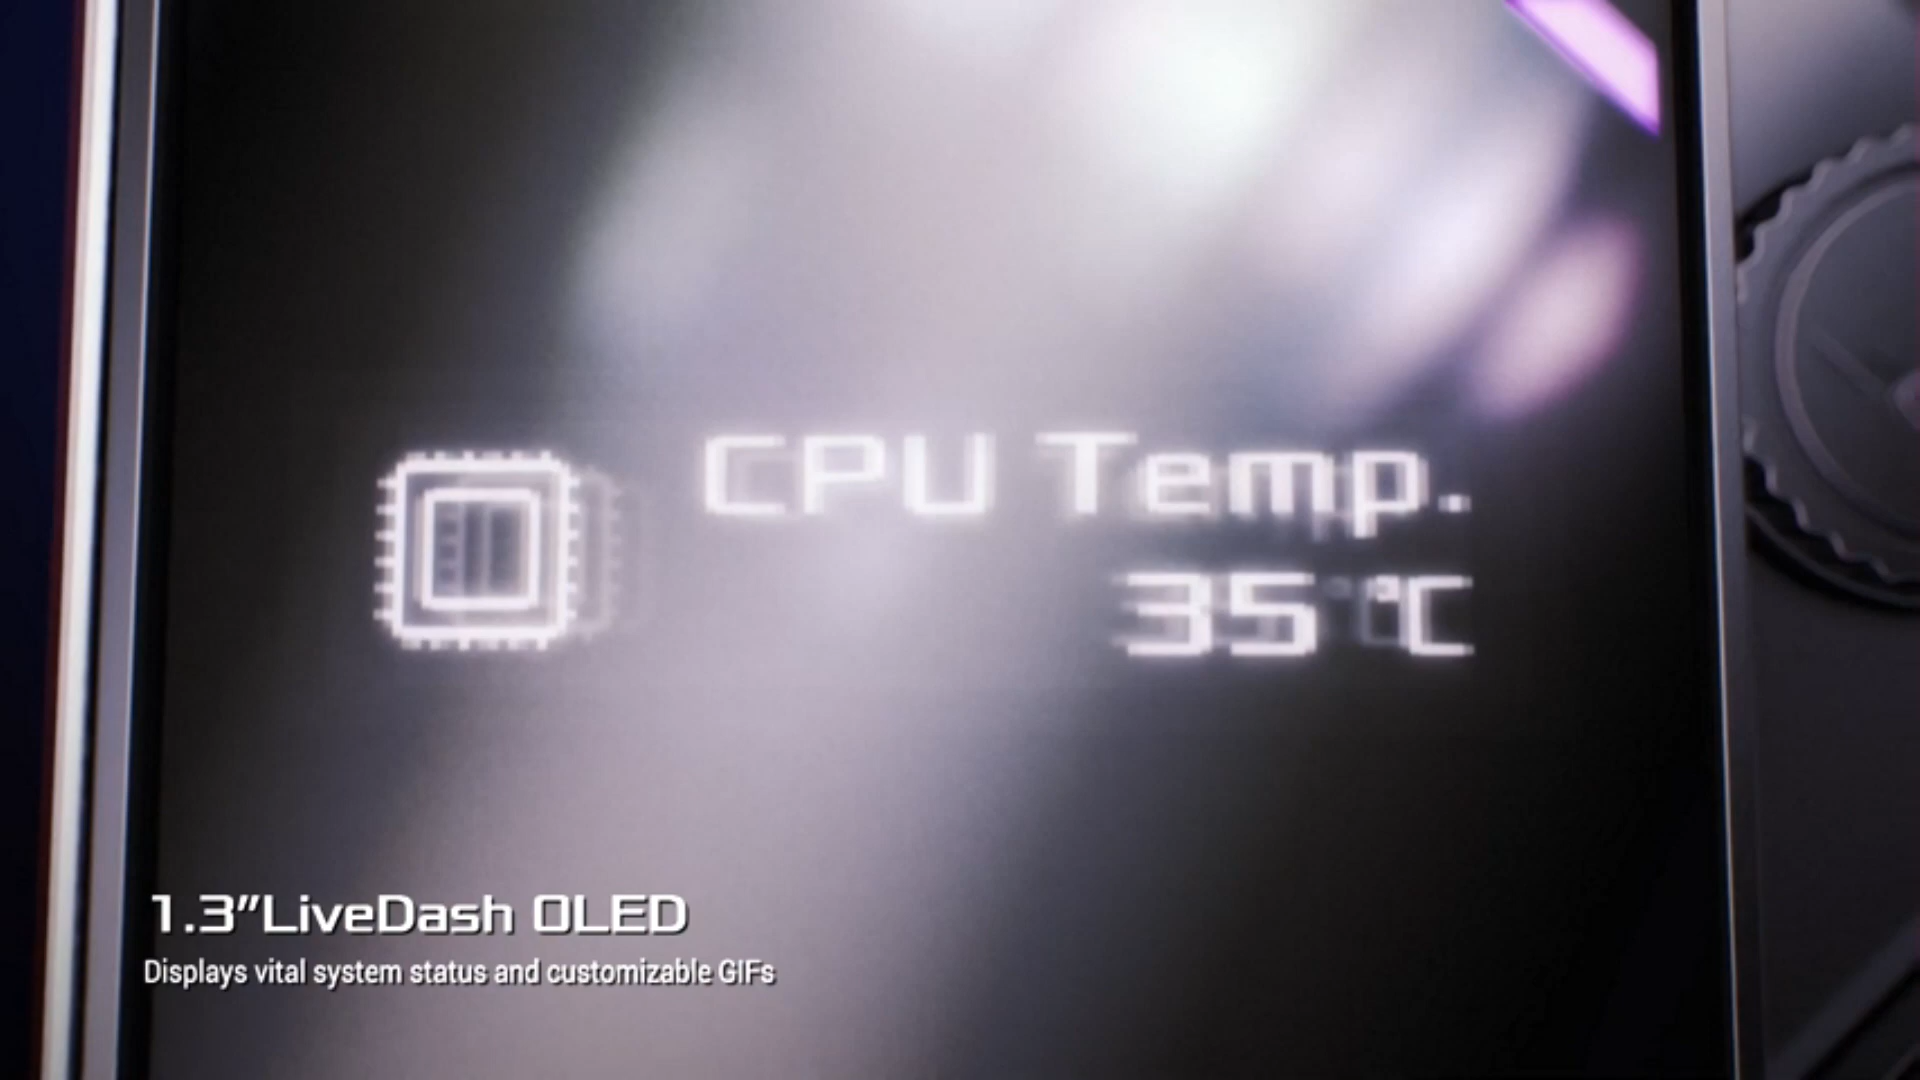 CPU Temp.
35°C
1.3"LiveDash OLED
Displays vital system status and customizable GIFs